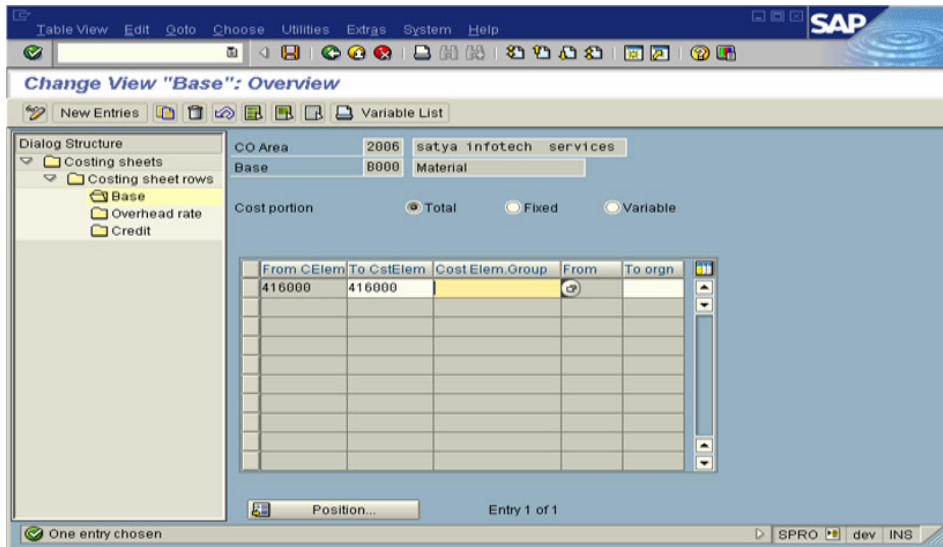 Table View Edit Goto Choose Utilities Extras System Help
SAP
Change View "Base": Overview
New Entries Variable List
Dialog Structure
Costing sheets
Costing sheet rows
Base
Overhead rate
Credit
CO Area 2006 satya infotech services
Base B000 Material
Cost portion Total Fixed Variable
From CElem To CstElem Cost Elem.Group From To orgn
416000 416000
Position... Entry 1 of 1
One entry chosen SPRO dev INS